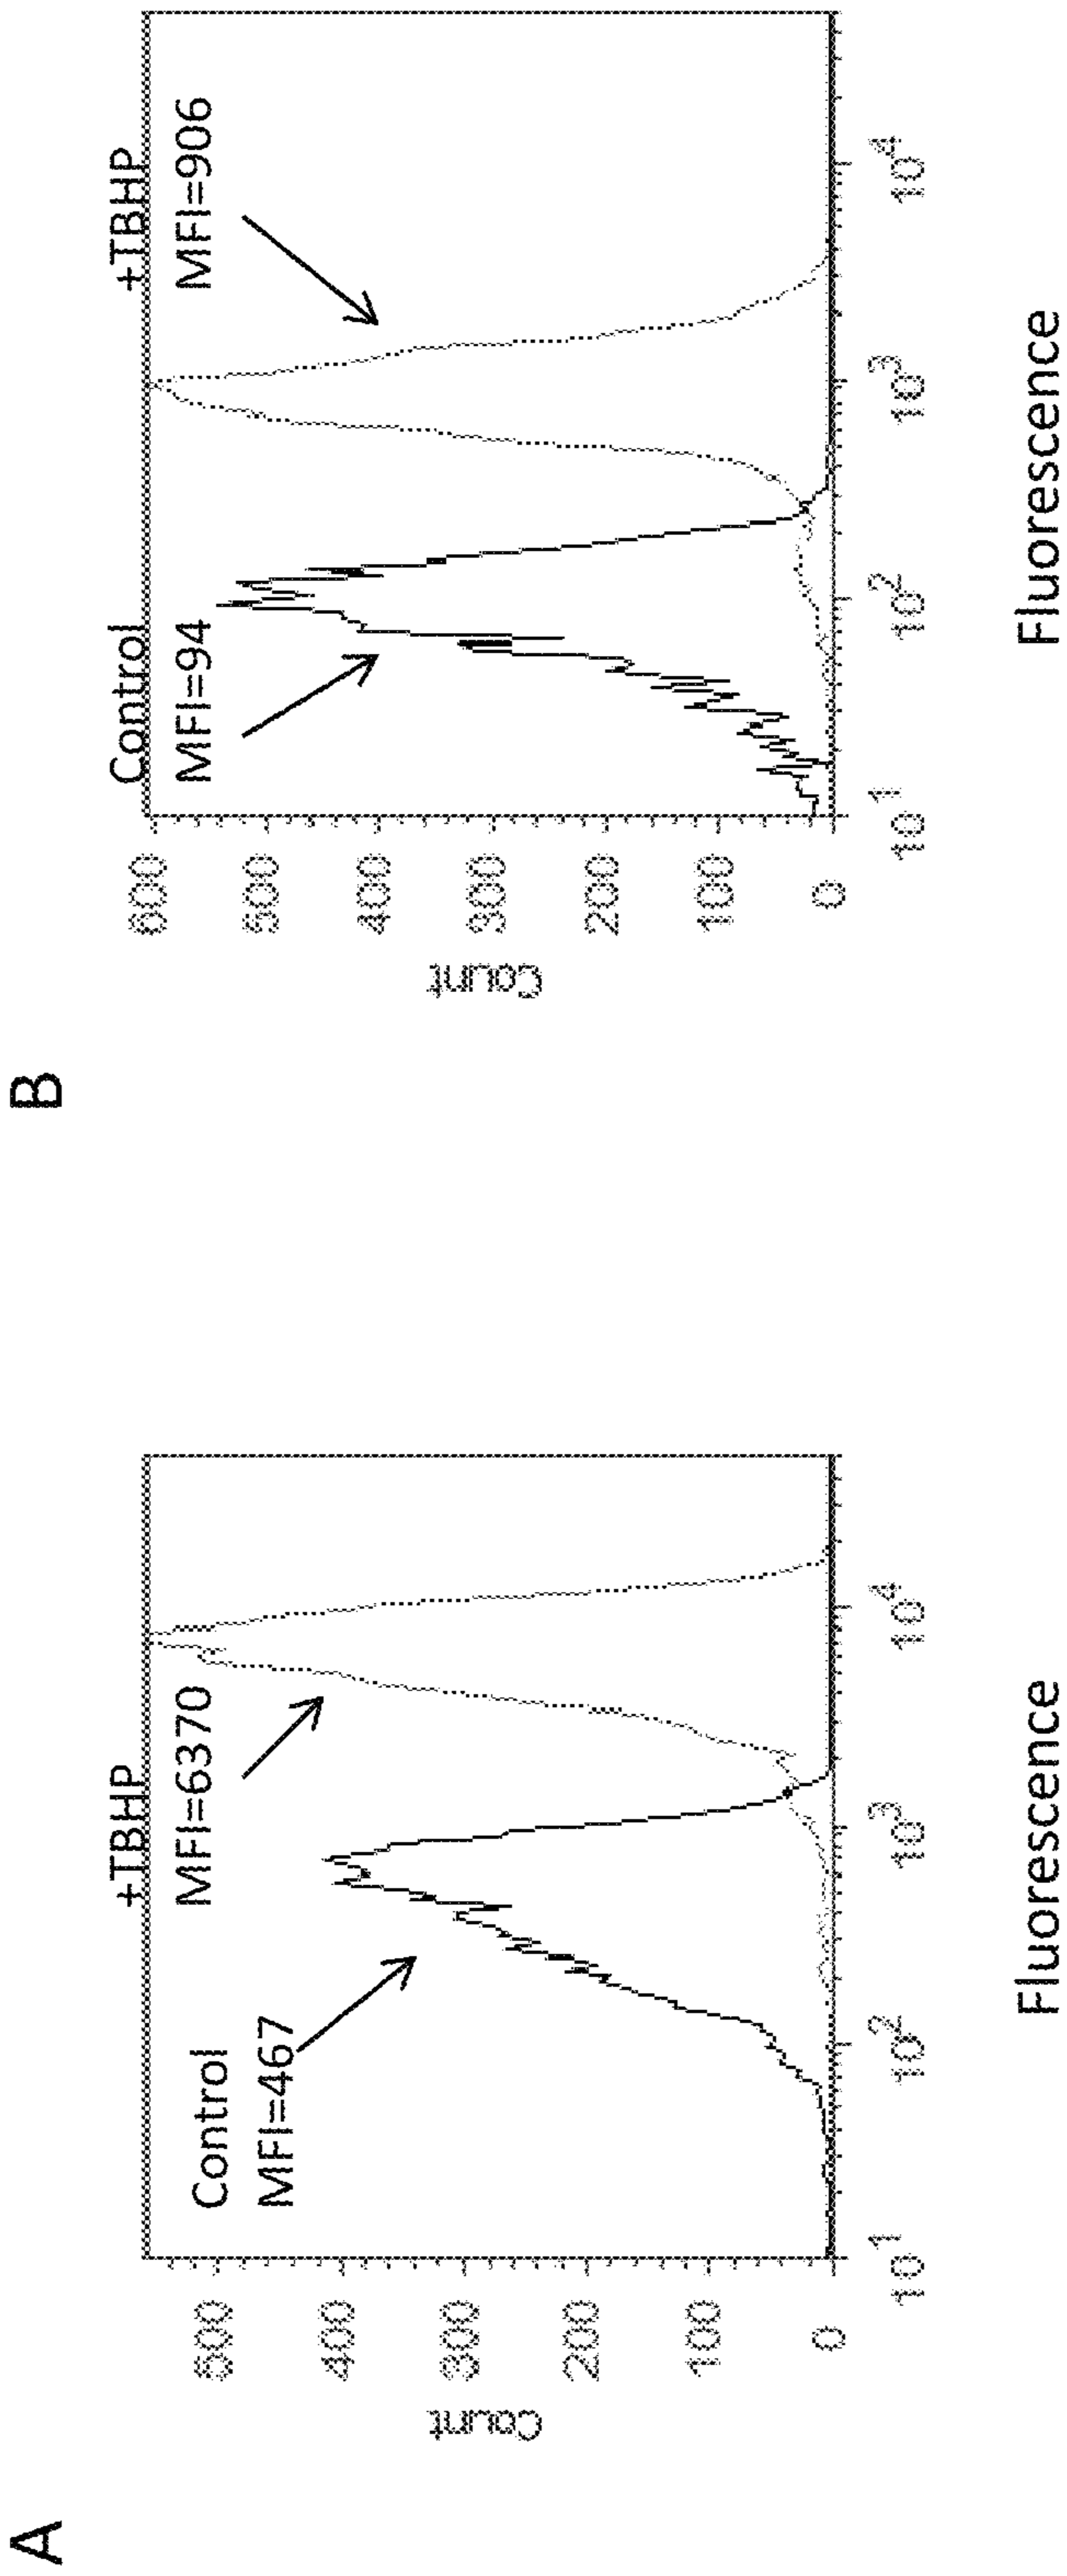 A
Control
MFI=467
+TBHP
MFI=6370
Count
500
400
300
200
100
0
10^1
10^2
10^3
10^4
Fluorescence
B
Control
MFI=94
+TBHP
MFI=906
Count
600
500
400
300
200
100
0
10^1
10^2
10^3
10^4
Fluorescence